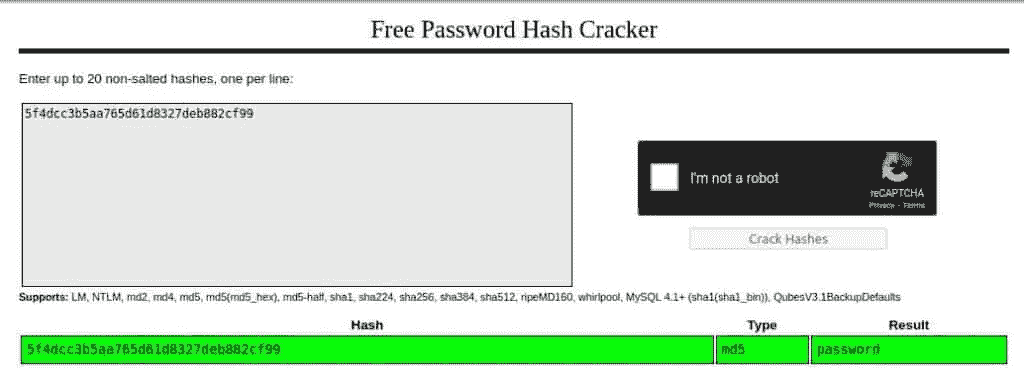 Free Password Hash Cracker
Enter up to 20 non-salted hashes, one per line:
5f4dcc3b5aa765d61d8327deb882cf99
I'm not a robot
reCAPTCHA
Privacy - Terms
Crack Hashes
Supports: LM, NTLM, md2, md4, md5, md5(md5_hex), md5-half, sha1, sha224, sha256, sha384, sha512, ripeMD160, whirlpool, MySQL 4.1+ (sha1(sha1_bin)), QubesV3.1BackupDefaults
Hash Type Result
5f4dcc3b5aa765d61d8327deb882cf99 md5 password